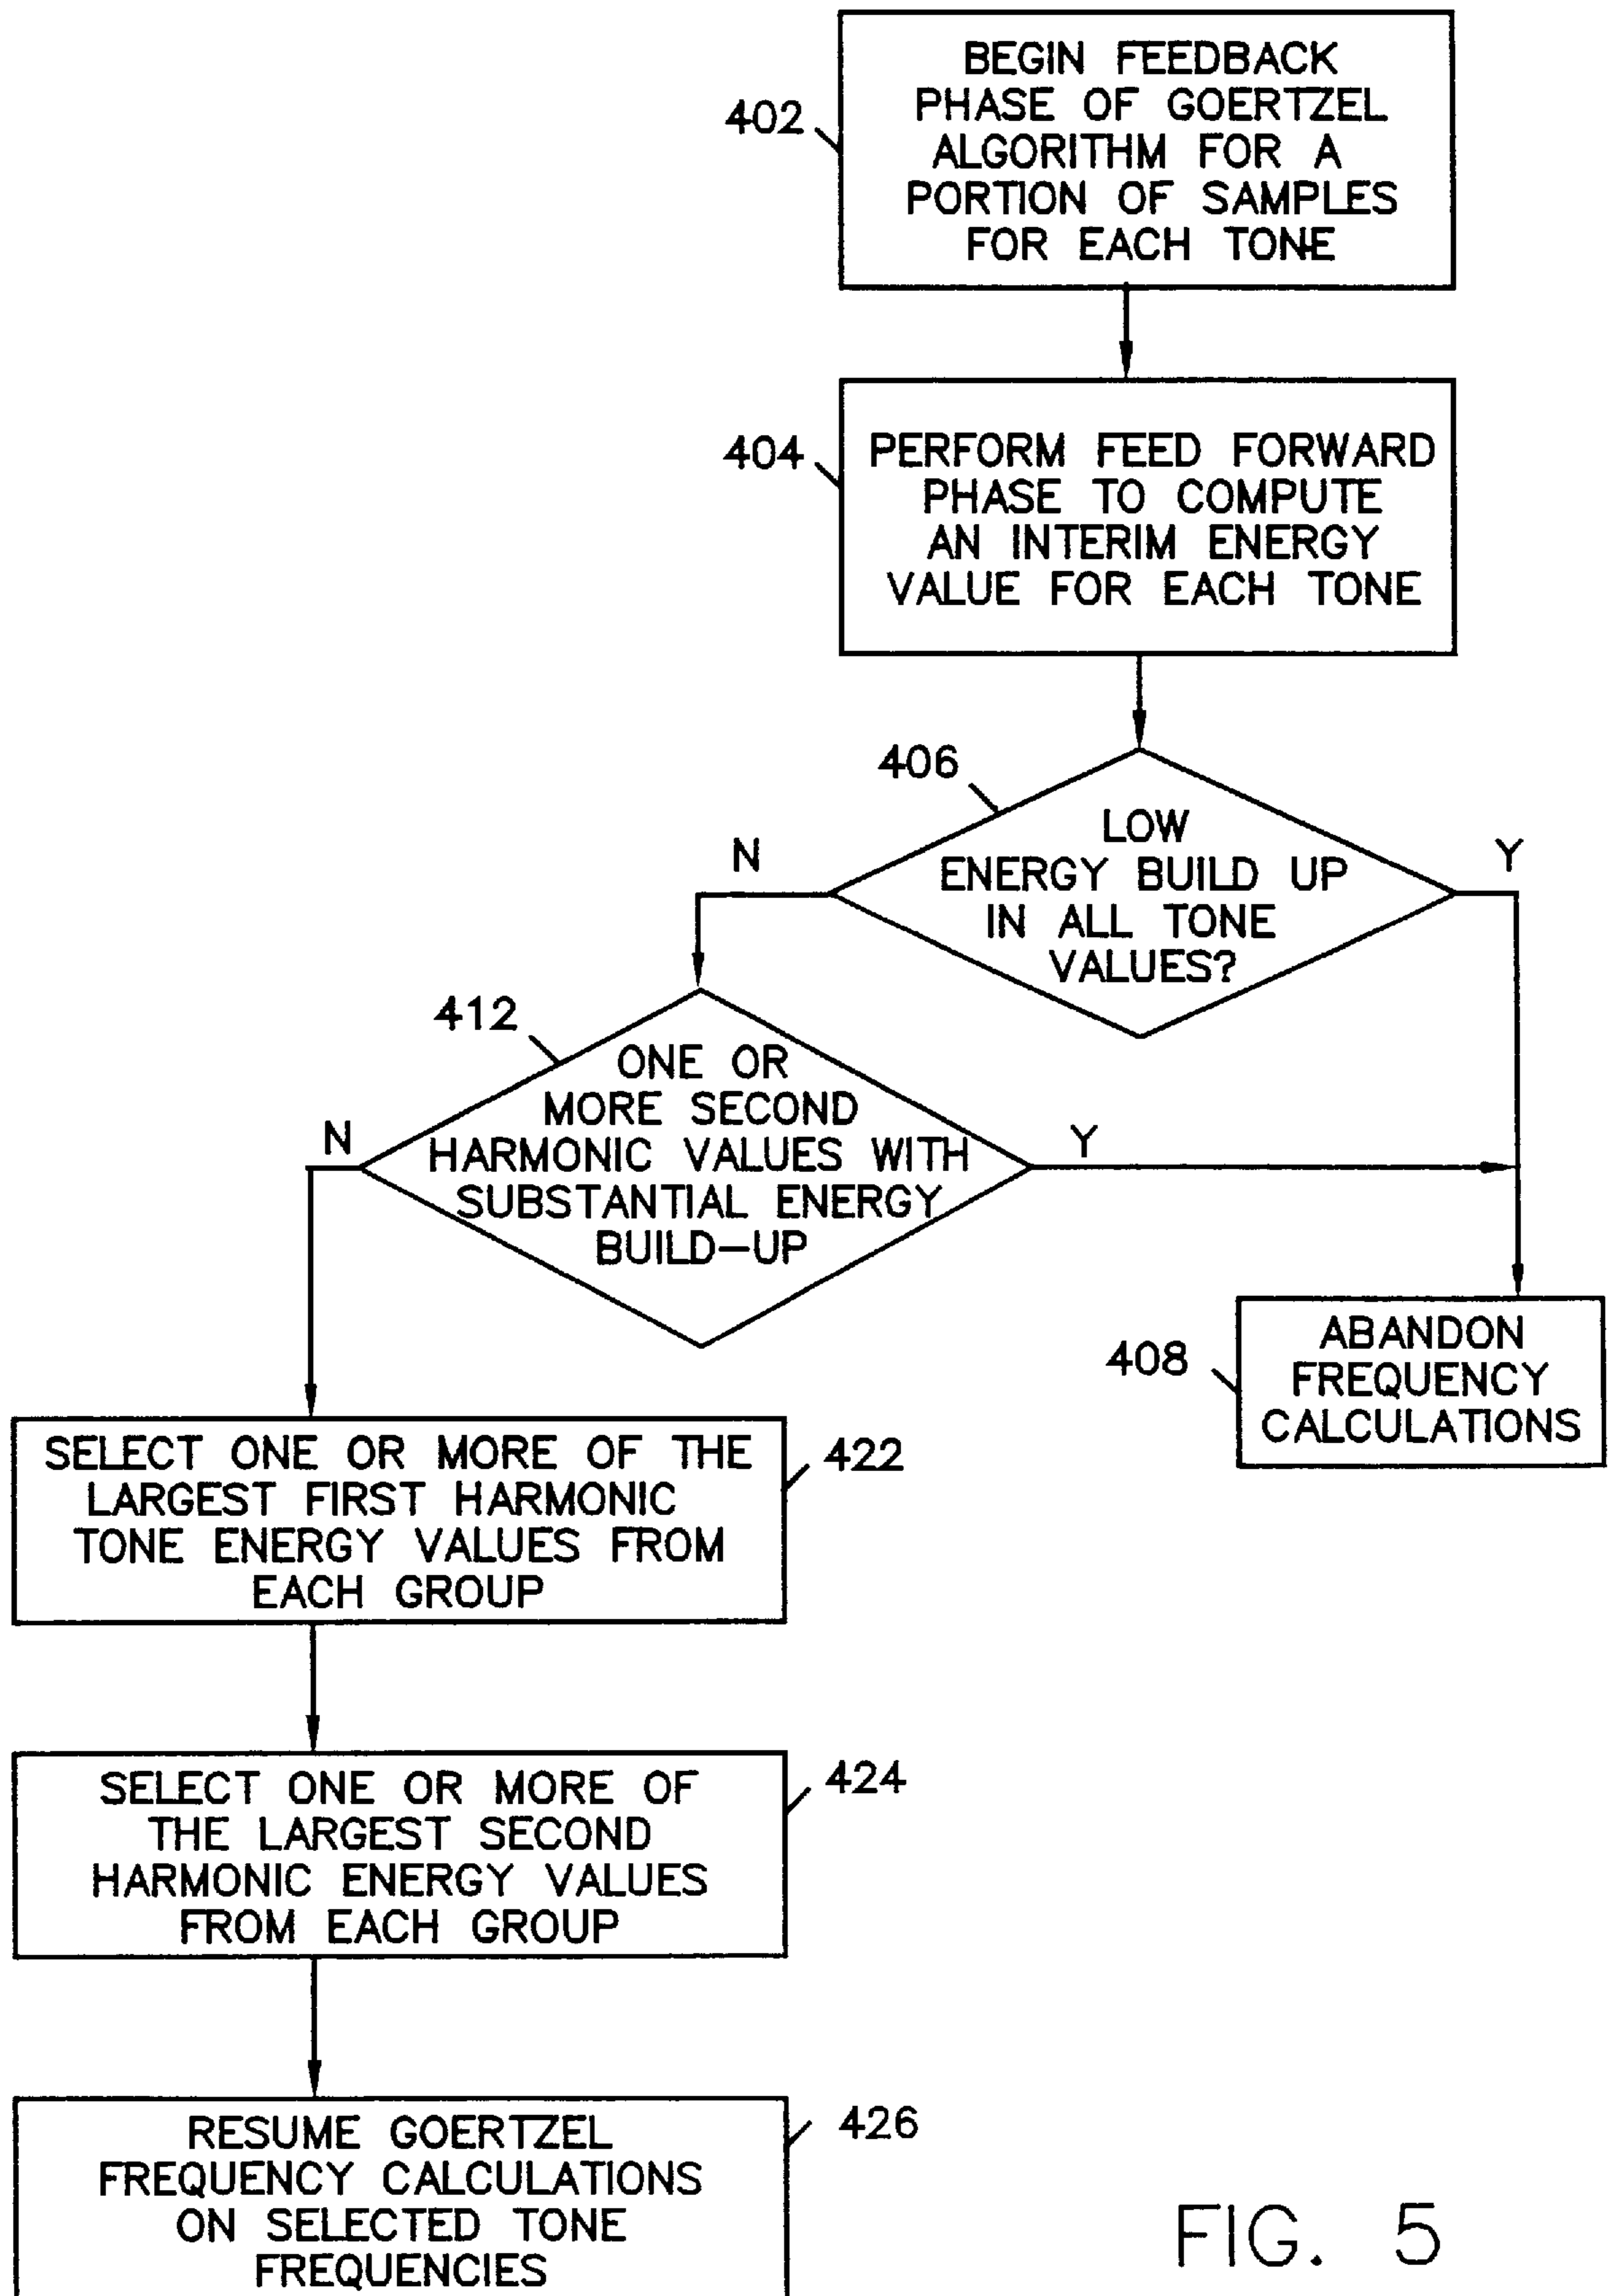 BEGIN FEEDBACK
PHASE OF GOERTZEL
ALGORITHM FOR A
PORTION OF SAMPLES
FOR EACH TONE
402
PERFORM FEED FORWARD
PHASE TO COMPUTE
AN INTERIM ENERGY
VALUE FOR EACH TONE
404
406
LOW
ENERGY BUILD UP
IN ALL TONE
VALUES?
N
Y
412
ONE OR
MORE SECOND
HARMONIC VALUES WITH
SUBSTANTIAL ENERGY
BUILD-UP
N
Y
408
ABANDON
FREQUENCY
CALCULATIONS
SELECT ONE OR MORE OF THE
LARGEST FIRST HARMONIC
TONE ENERGY VALUES FROM
EACH GROUP
422
SELECT ONE OR MORE OF
THE LARGEST SECOND
HARMONIC ENERGY VALUES
FROM EACH GROUP
424
RESUME GOERTZEL
FREQUENCY CALCULATIONS
ON SELECTED TONE
FREQUENCIES
426
FIG. 5